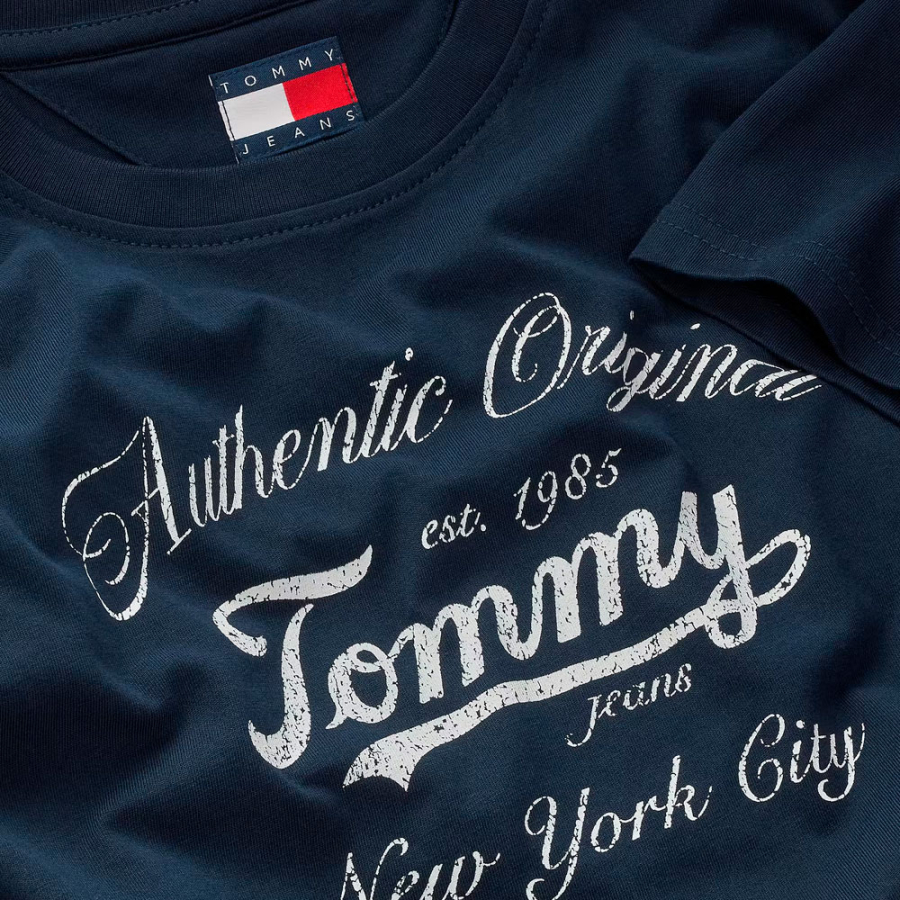 TOMMY
JEANS
Authentic Original
est. 1985
Tommy
jeans
New York City